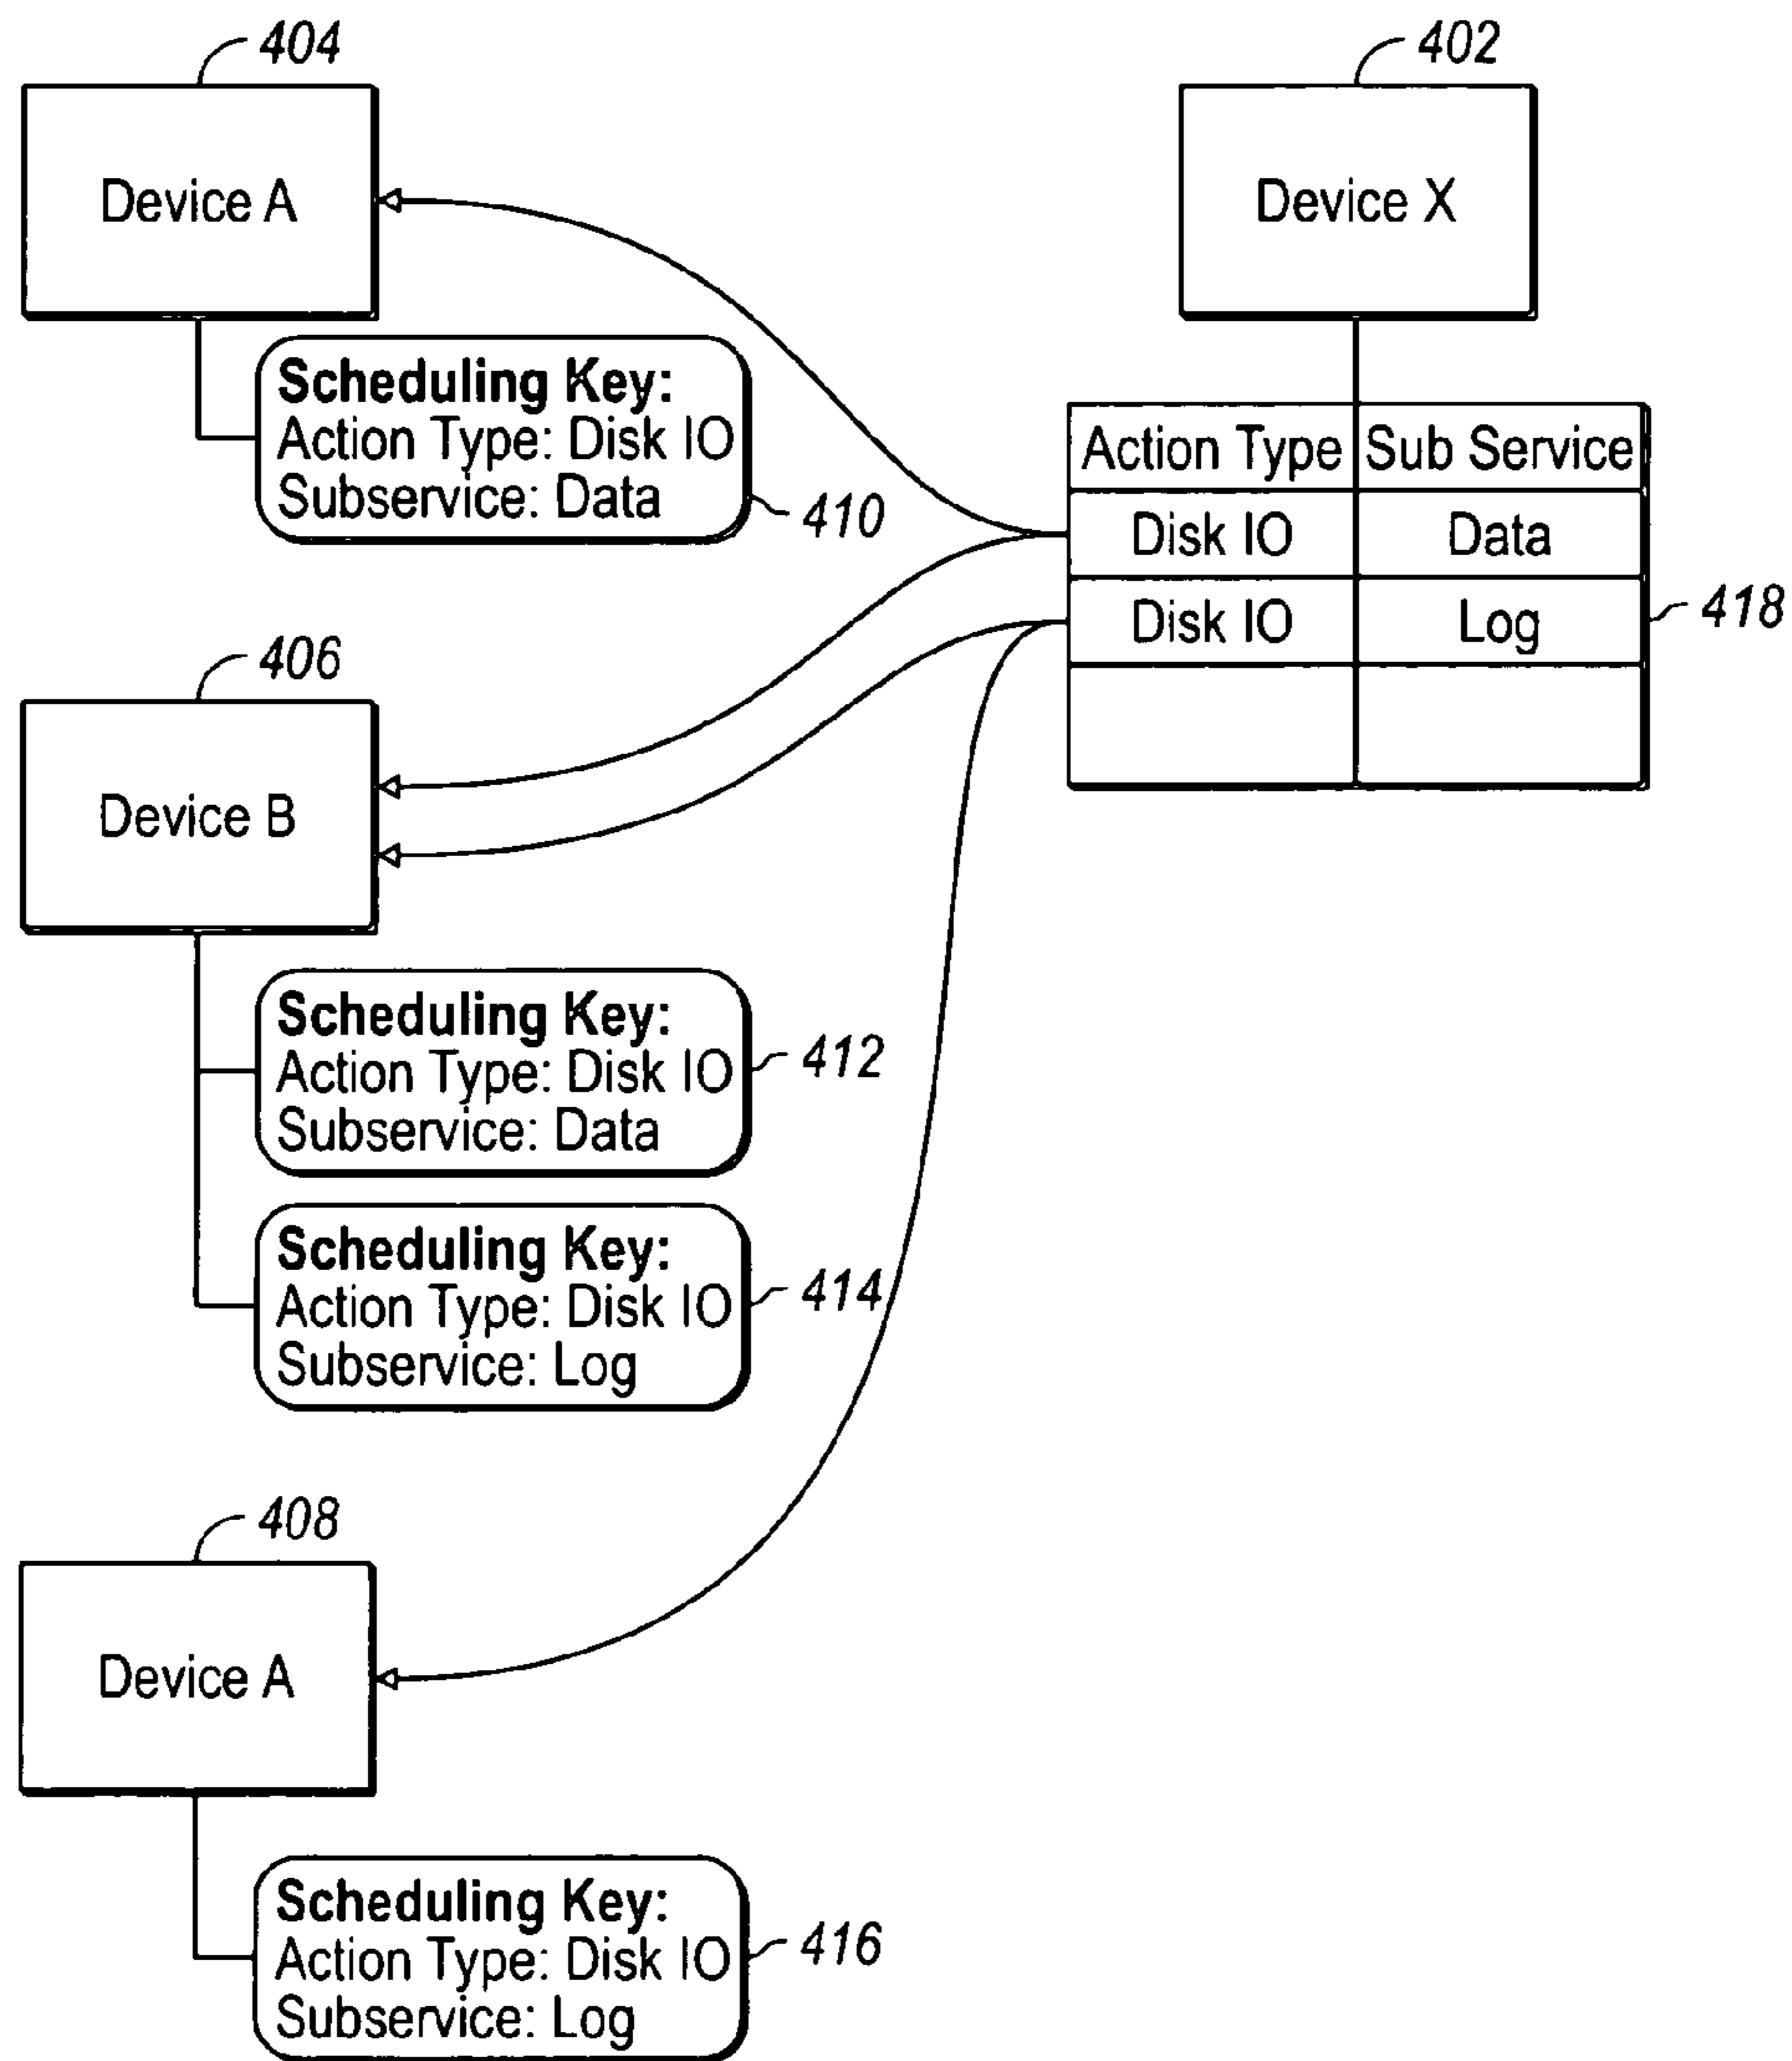 404
402
Device A
Device X
Scheduling Key:
Action Type: Disk IO
Subservice: Data
410
Action Type Sub Service
Disk IO Data
Disk IO Log
418
406
Device B
Scheduling Key:
Action Type: Disk IO
Subservice: Data
412
Scheduling Key:
Action Type: Disk IO
Subservice: Log
414
408
Device A
Scheduling Key:
Action Type: Disk IO
Subservice: Log
416